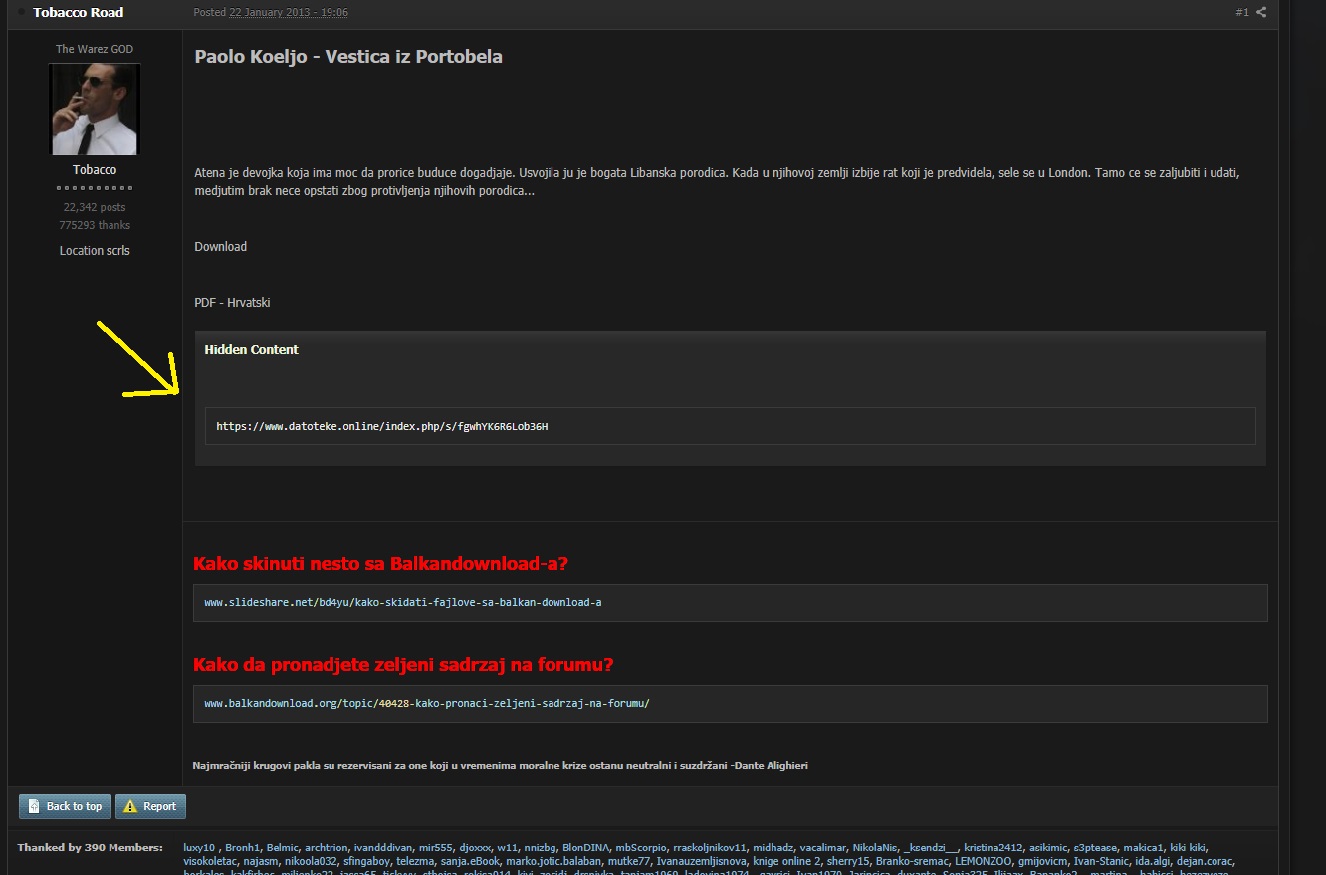 Tobacco Road
Posted 22 January 2013 - 19:06
#1
The Warez GOD
Tobacco
22,342 posts
775293 thanks
Location scrls
Paolo Koeljo - Vestica iz Portobela
Atena je devojka koja ima moc da prorice buduce dogadjaje. Usvojila ju je bogata Libanska porodica. Kada u njihovoj zemlji izbije rat koji je predvidela, sele se u London. Tamo ce se zaljubiti i udati,
medjutim brak nece opstati zbog protivljenja njihovih porodica...
Download
PDF - Hrvatski
Hidden Content
https://www.datoteke.online/index.php/s/fgwhYK6R6Lob36H
Kako skinuti nesto sa Balkandownload-a?
www.slideshare.net/bd4yu/kako-skidati-fajlove-sa-balkan-download-a
Kako da pronadjete zeljeni sadrzaj na forumu?
www.balkandownload.org/topic/40428-kako-pronaci-zeljeni-sadrzaj-na-forumu/
Najmračniji krugovi pakla su rezervisani za one koji u vremenima moralne krize ostanu neutralni i suzdržani -Dante Alighieri
Back to top
Report
Thanked by 390 Members:
luxy10 , Bronh1, Belmic, archtrion, ivandddivan, mir555, djoxxx, w11, nnizbg, BlonDINA, mbScorpio, rraskoljnikov11, midhadz, vacalimar, NikolaNis, _ksendzi__, kristina2412, asikimic, s3ptease, makica1, kiki kiki,
visokoletac, najasm, nikoola032, sfingaboy, telezma, sanja.eBook, marko.jotic.balaban, mutke77, Ivanauzemljisnova, knige online 2, sherry15, Branko-sremac, LEMONZOO, gmijovicm, Ivan-Stanic, ida.algi, dejan.corac,